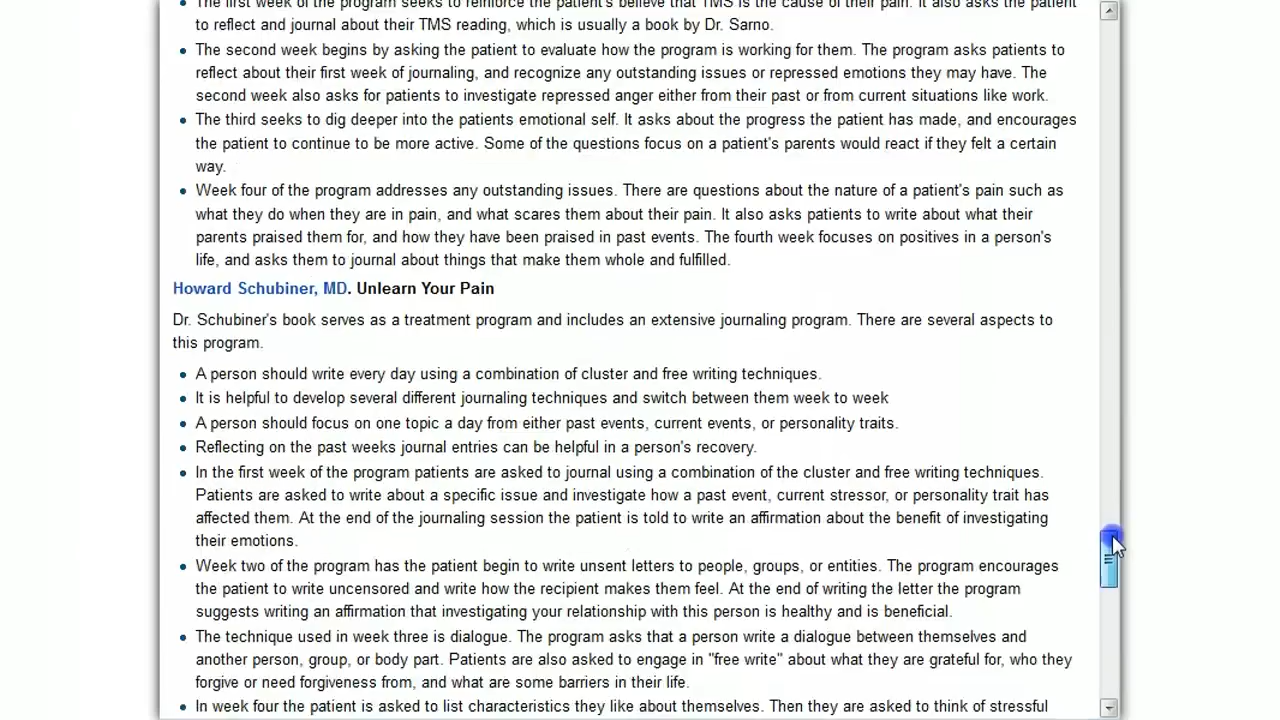 The first week of the program seeks to reinforce the patient's believe that TMS is the cause of their pain. It also asks the patient
to reflect and journal about their TMS reading, which is usually a book by Dr. Sarno.
The second week begins by asking the patient to evaluate how the program is working for them. The program asks patients to
reflect about their first week of journaling, and recognize any outstanding issues or repressed emotions they may have. The
second week also asks for patients to investigate repressed anger either from their past or from current situations like work.
The third seeks to dig deeper into the patients emotional self. It asks about the progress the patient has made, and encourages
the patient to continue to be more active. Some of the questions focus on a patient's parents would react if they felt a certain
way.
Week four of the program addresses any outstanding issues. There are questions about the nature of a patient's pain such as
what they do when they are in pain, and what scares them about their pain. It also asks patients to write about what their
parents praised them for, and how they have been praised in past events. The fourth week focuses on positives in a person's
life, and asks them to journal about things that make them whole and fulfilled.
Howard Schubiner, MD. Unlearn Your Pain
Dr. Schubiner's book serves as a treatment program and includes an extensive journaling program. There are several aspects to
this program.
A person should write every day using a combination of cluster and free writing techniques.
It is helpful to develop several different journaling techniques and switch between them week to week
A person should focus on one topic a day from either past events, current events, or personality traits.
Reflecting on the past weeks journal entries can be helpful in a person's recovery.
In the first week of the program patients are asked to journal using a combination of the cluster and free writing techniques.
Patients are asked to write about a specific issue and investigate how a past event, current stressor, or personality trait has
affected them. At the end of the journaling session the patient is told to write an affirmation about the benefit of investigating
their emotions.
Week two of the program has the patient begin to write unsent letters to people, groups, or entities. The program encourages
the patient to write uncensored and write how the recipient makes them feel. At the end of writing the letter the program
suggests writing an affirmation that investigating your relationship with this person is healthy and is beneficial.
The technique used in week three is dialogue. The program asks that a person write a dialogue between themselves and
another person, group, or body part. Patients are also asked to engage in "free write" about what they are grateful for, who they
forgive or need forgiveness from, and what are some barriers in their life.
In week four the patient is asked to list characteristics they like about themselves. Then they are asked to think of stressful